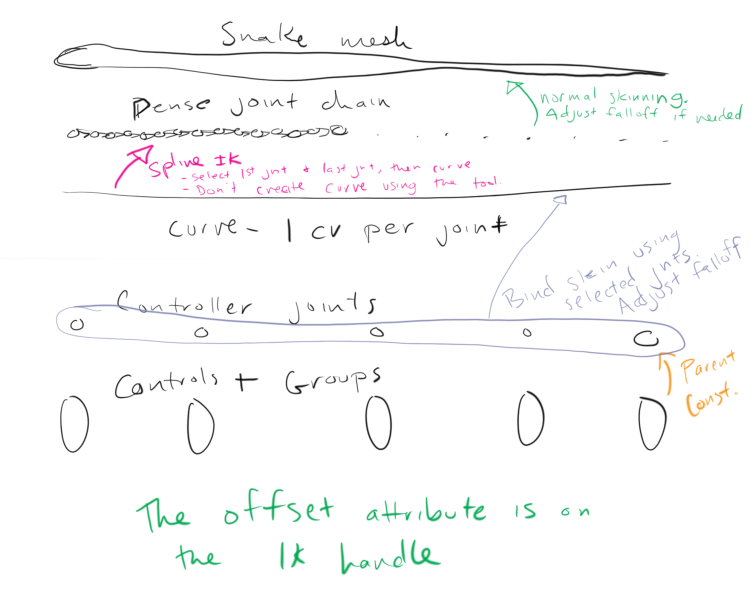 Snake mesh
normal skinning.
Adjust falloff if needed
Dense joint chain
Spline IK
- select 1st jnt + last jnt, then curve
- Don't create curve using the tool.
Curve - 1 cv per joint
Bind skin using
selected jnts.
Adjust falloff
Controller joints
Controls + Groups
Parent
Const.
The offset attribute is on
the IK handle